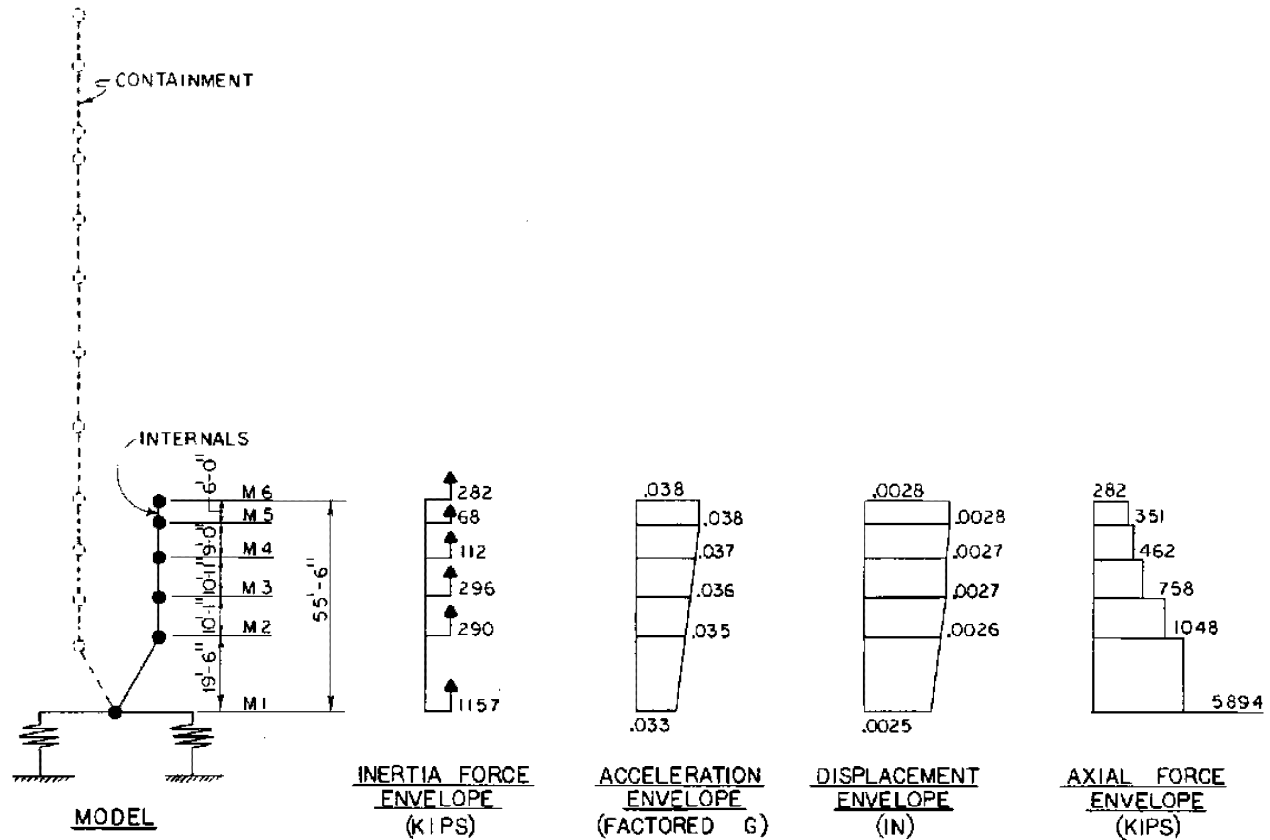 CONTAINMENT
INTERNALS
6'-0"
9'-0"
10'-11"
10'-1"
19'-6"
55'-6"
M6
M5
M4
M3
M2
M1
282
68
112
296
290
1157
.038
.038
.037
.036
.035
.033
.0028
.0028
.0027
.0027
.0026
.0025
282
351
462
758
1048
5894
MODEL
INERTIA FORCE
ENVELOPE
(KIPS)
ACCELERATION
ENVELOPE
(FACTORED G)
DISPLACEMENT
ENVELOPE
(IN)
AXIAL FORCE
ENVELOPE
(KIPS)